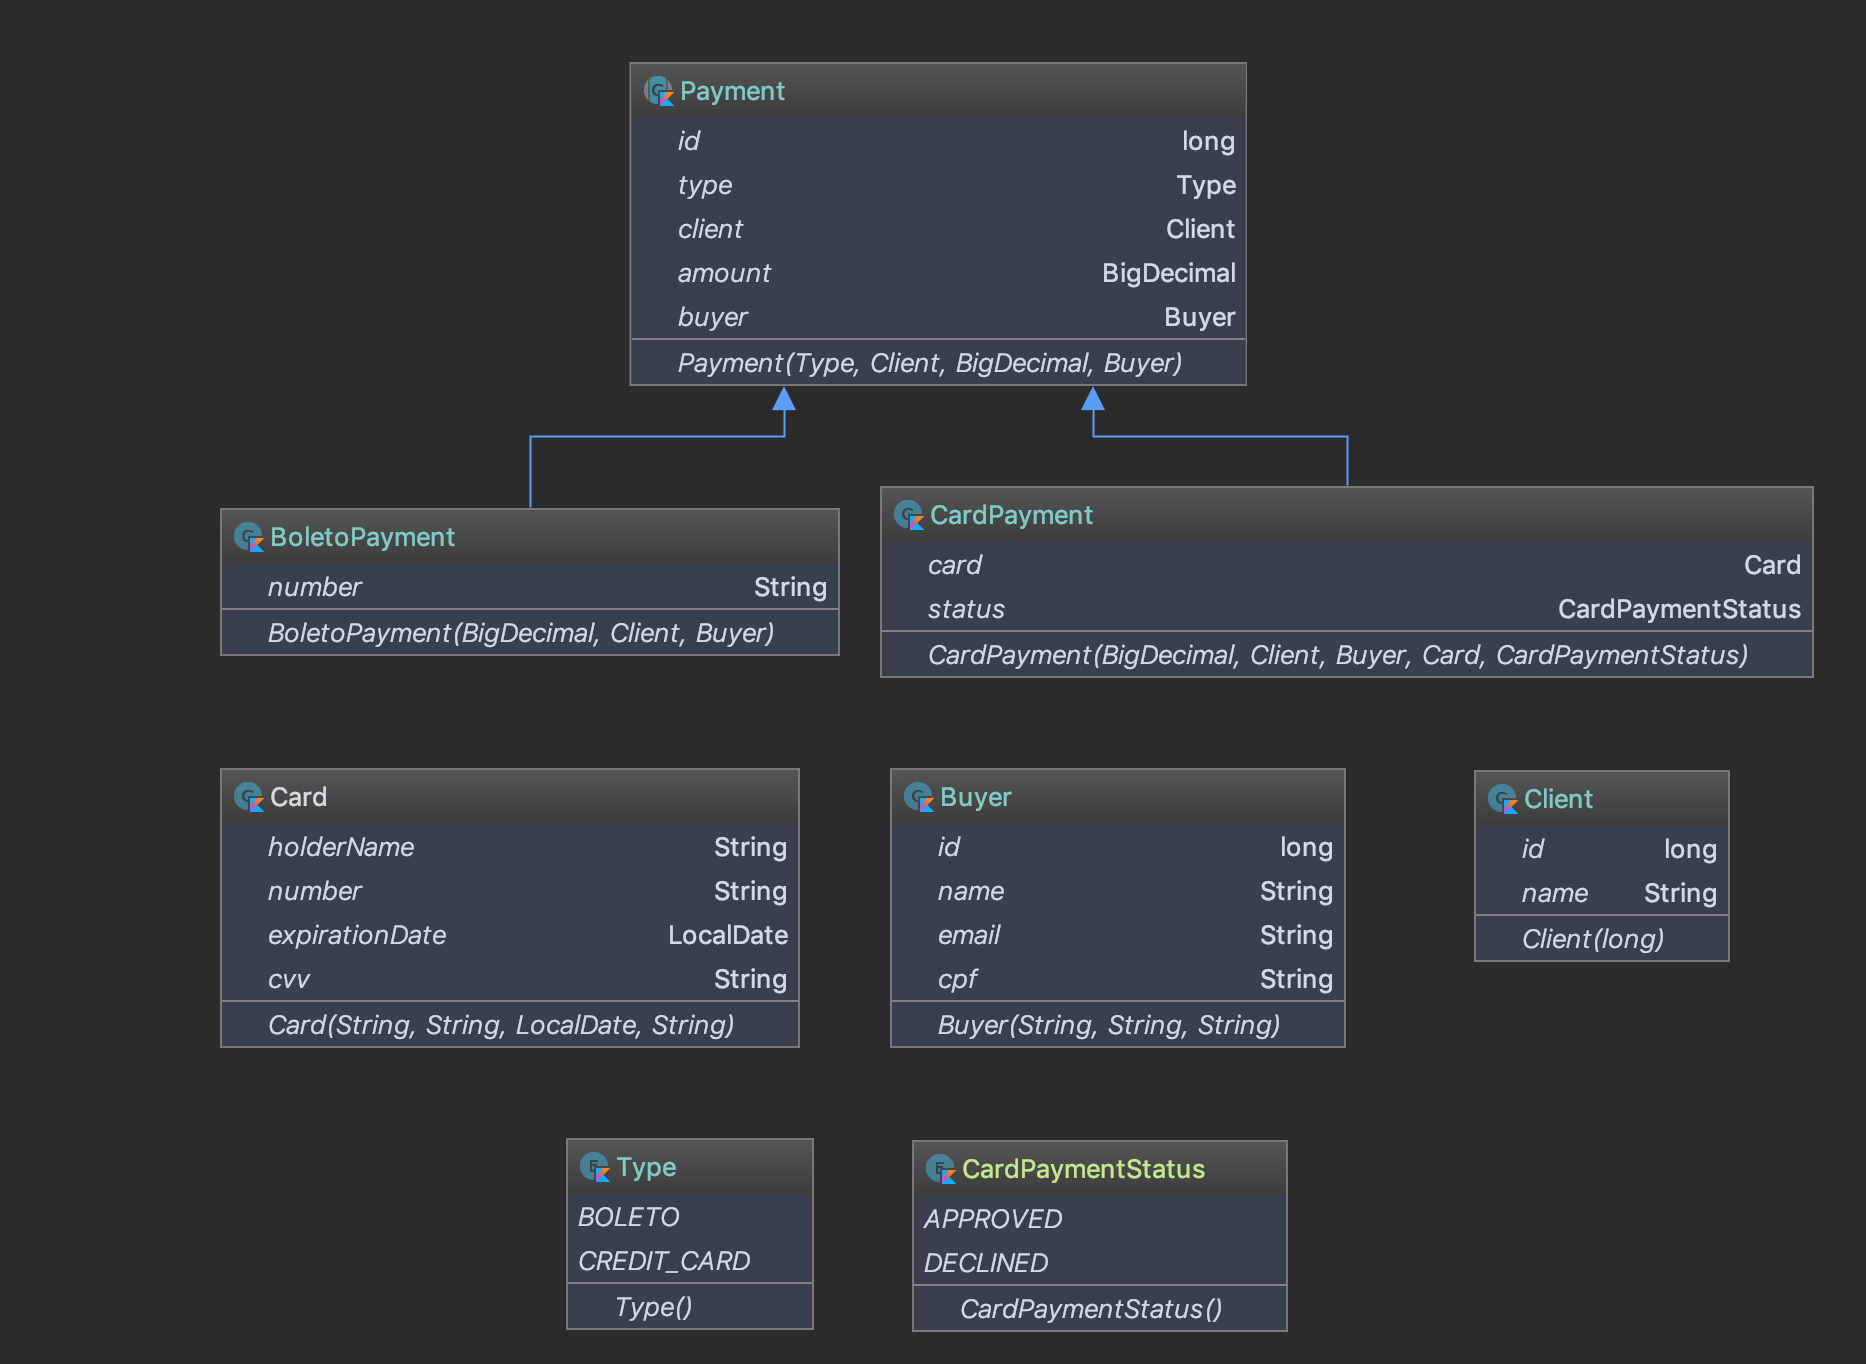 Payment
id long
type Type
client Client
amount BigDecimal
buyer Buyer
Payment(Type, Client, BigDecimal, Buyer)
BoletoPayment
number String
BoletoPayment(BigDecimal, Client, Buyer)
CardPayment
card Card
status CardPaymentStatus
CardPayment(BigDecimal, Client, Buyer, Card, CardPaymentStatus)
Card
holderName String
number String
expirationDate LocalDate
cvv String
Card(String, String, LocalDate, String)
Buyer
id long
name String
email String
cpf String
Buyer(String, String, String)
Client
id long
name String
Client(long)
Type
BOLETO
CREDIT_CARD
Type()
CardPaymentStatus
APPROVED
DECLINED
CardPaymentStatus()